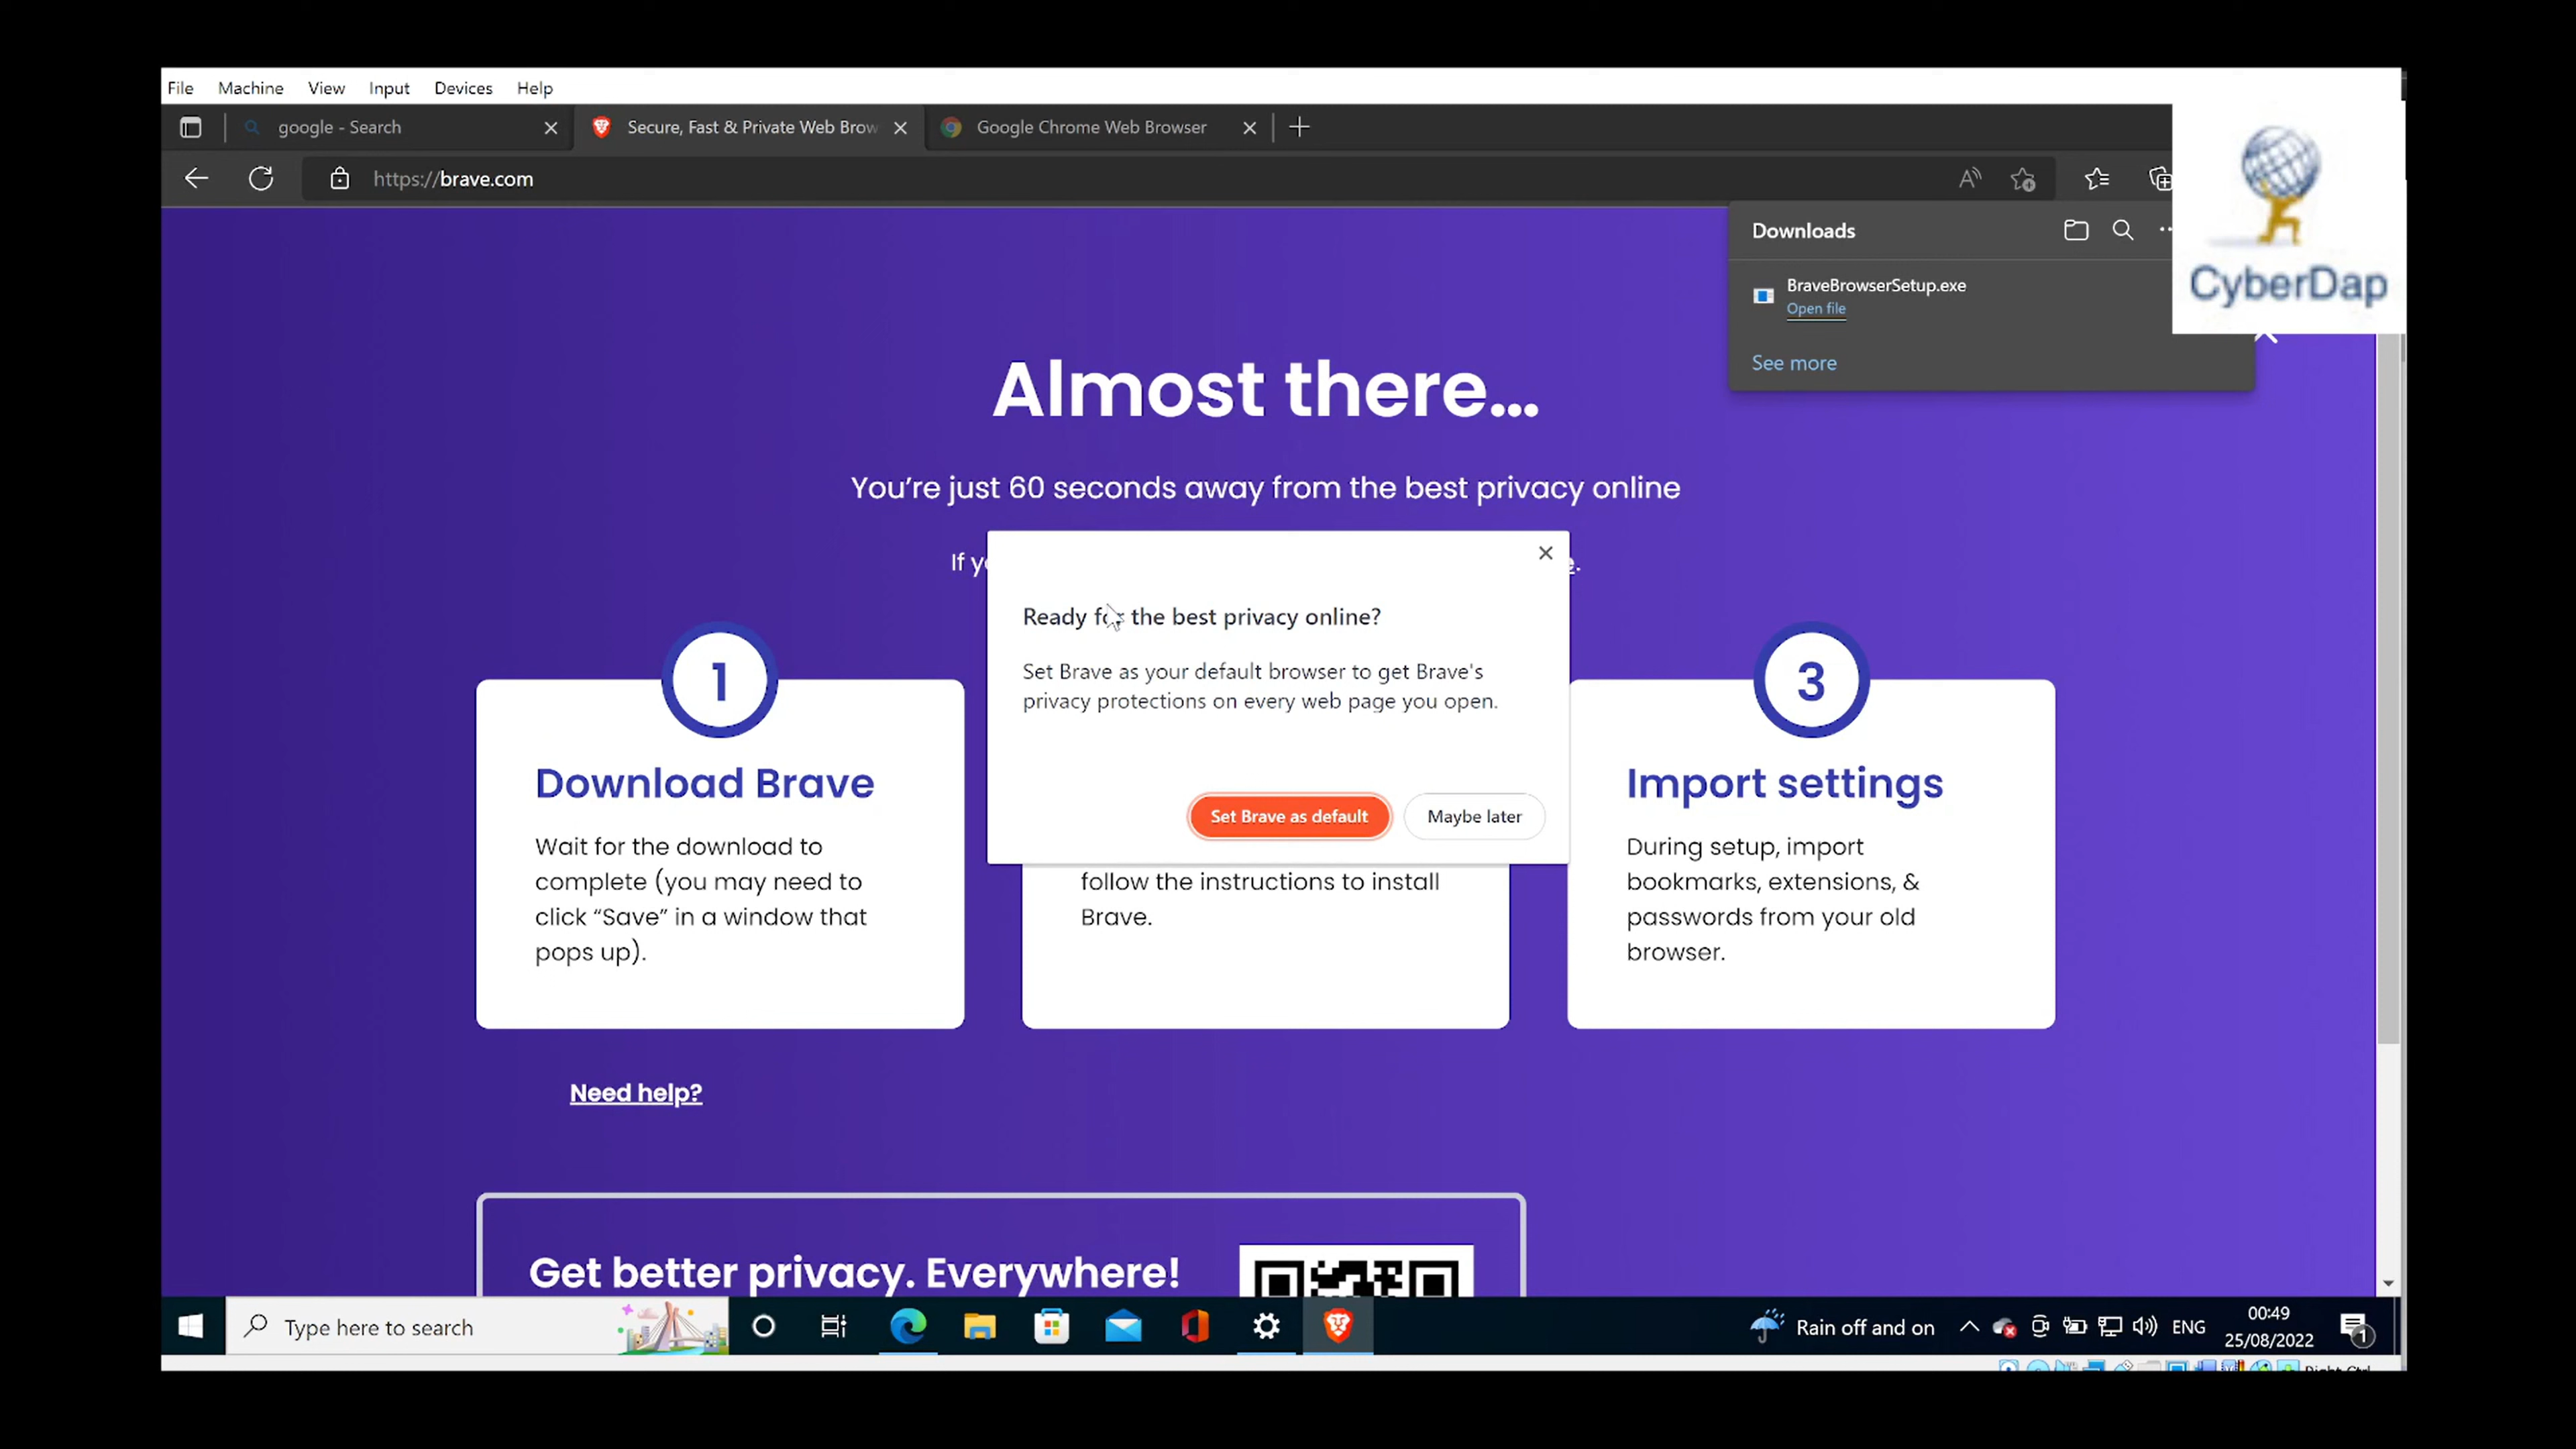 File Machine View Input Devices Help
google - Search
Secure, Fast & Private Web Brow
Google Chrome Web Browser
https://brave.com
Downloads
BraveBrowserSetup.exe
Open file
See more
CyberDap
Almost there...
You're just 60 seconds away from the best privacy online
If
Ready for the best privacy online?
Set Brave as your default browser to get Brave's
privacy protections on every web page you open.
Set Brave as default
Maybe later
1
Download Brave
Wait for the download to
complete (you may need to
click “Save” in a window that
pops up).
follow the instructions to install
Brave.
3
Import settings
During setup, import
bookmarks, extensions, &
passwords from your old
browser.
Need help?
Get better privacy. Everywhere!
Type here to search
Rain off and on
ENG
00:49
25/08/2022
1
Right Ctrl